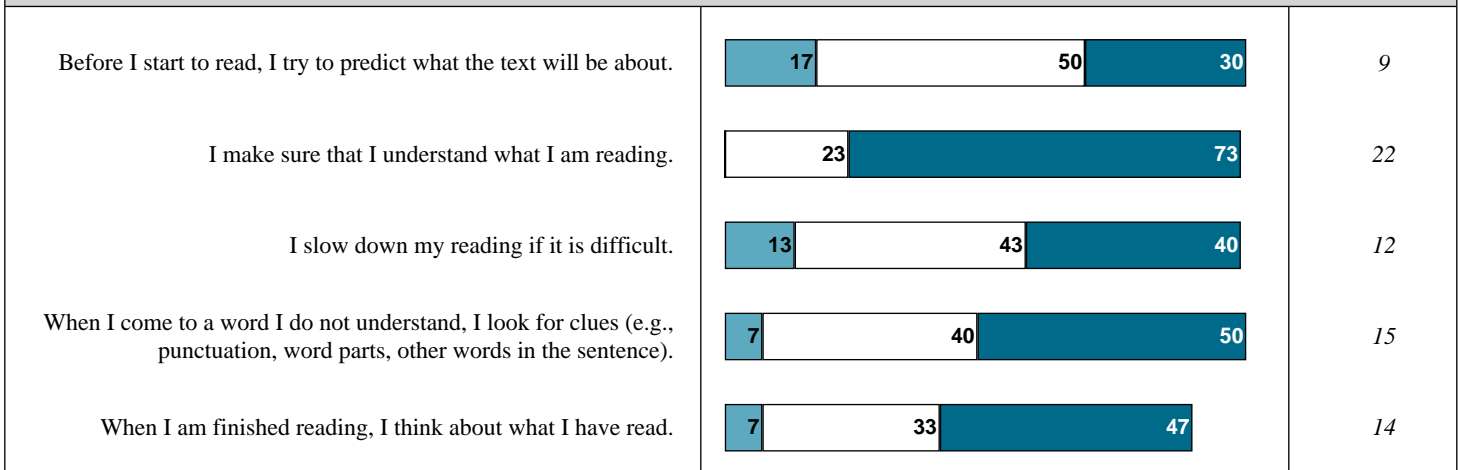 Before I start to read, I try to predict what the text will be about. 17 50 30 9
I make sure that I understand what I am reading. 23 73 22
I slow down my reading if it is difficult. 13 43 40 12
When I come to a word I do not understand, I look for clues (e.g.,
punctuation, word parts, other words in the sentence). 7 40 50 15
When I am finished reading, I think about what I have read. 7 33 47 14